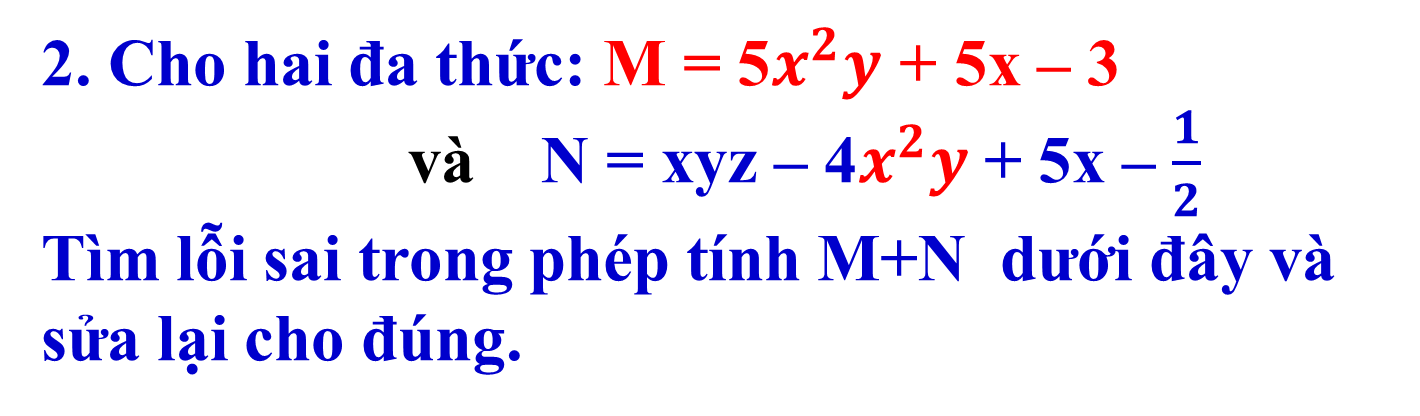 2. Cho hai đa thức: M = 5x²y + 5x – 3
và N = xyz – 4x²y + 5x – 1/2
Tìm lỗi sai trong phép tính M+N dưới đây và
sửa lại cho đúng.